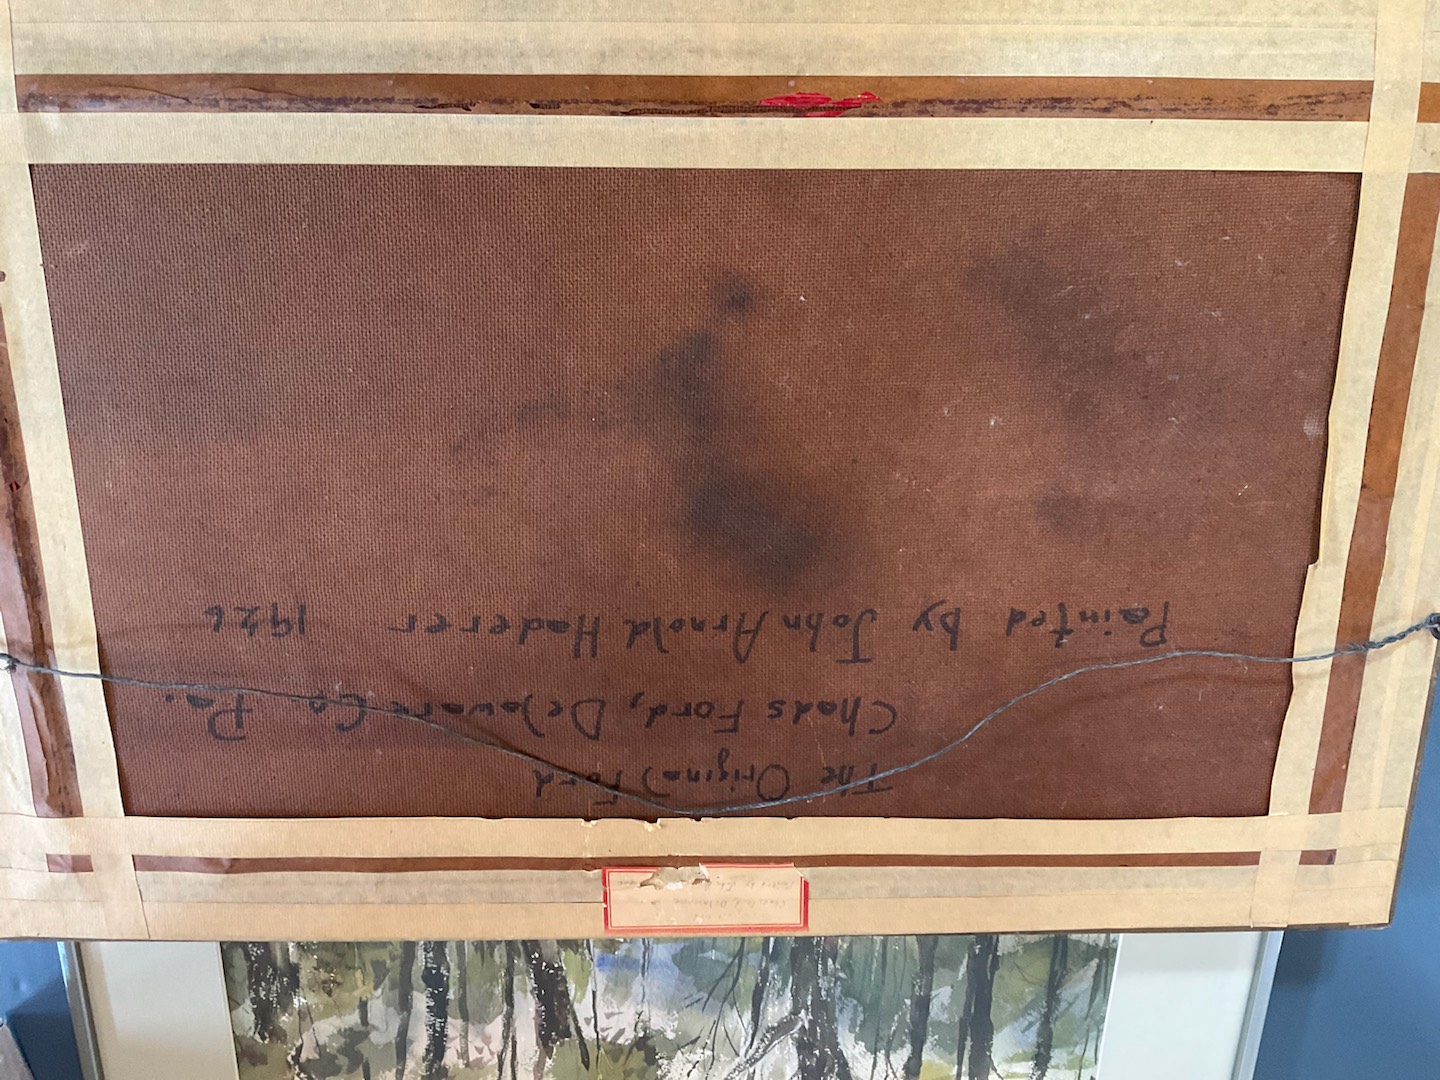 The Original Ford
Chads Ford, Delaware Co Pa.
Painted by John Arnold Haderer 1926